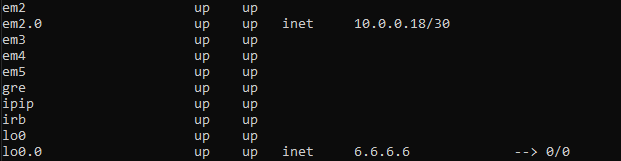 em2 up up
em2.0 up up inet 10.0.0.18/30
em3 up up
em4 up up
em5 up up
gre up up
ipip up up
irb up up
lo0 up up
lo0.0 up up inet 6.6.6.6 --> 0/0